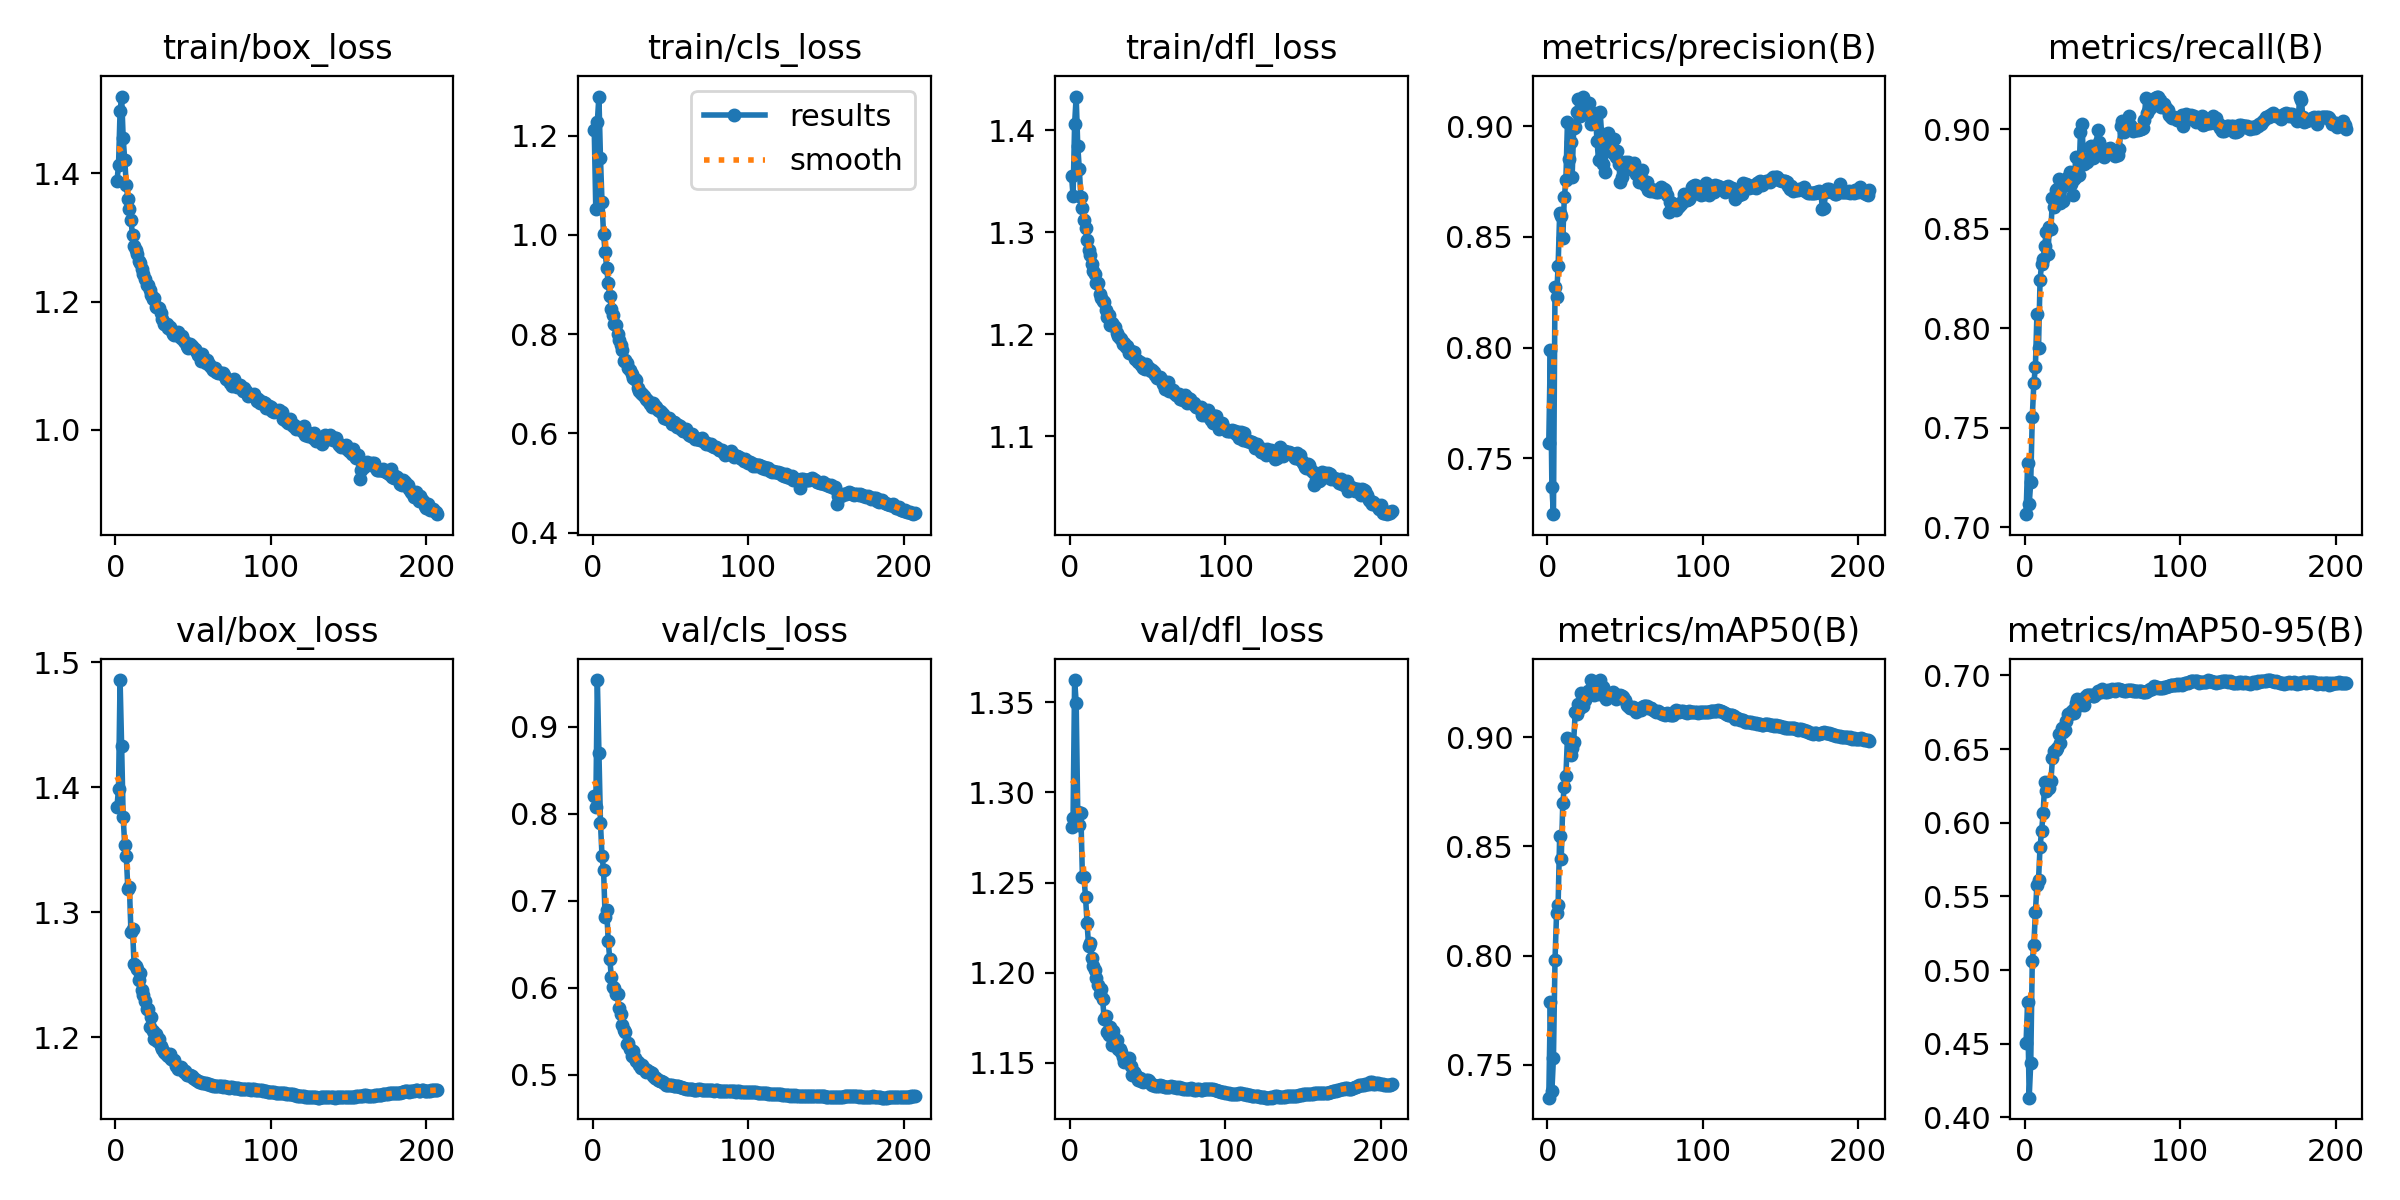 train/box_loss
train/cls_loss
train/dfl_loss
metrics/precision(B)
metrics/recall(B)
1.4
1.2
1.0
0 100 200
results
smooth
1.2
1.0
0.8
0.6
0.4
0 100 200
1.4
1.3
1.2
1.1
0 100 200
0.90
0.85
0.80
0.75
0 100 200
0.90
0.85
0.80
0.75
0.70
0 100 200
val/box_loss
val/cls_loss
val/dfl_loss
metrics/mAP50(B)
metrics/mAP50-95(B)
1.5
1.4
1.3
1.2
0 100 200
0.9
0.8
0.7
0.6
0.5
0 100 200
1.35
1.30
1.25
1.20
1.15
0 100 200
0.90
0.85
0.80
0.75
0 100 200
0.70
0.65
0.60
0.55
0.50
0.45
0.40
0 100 200